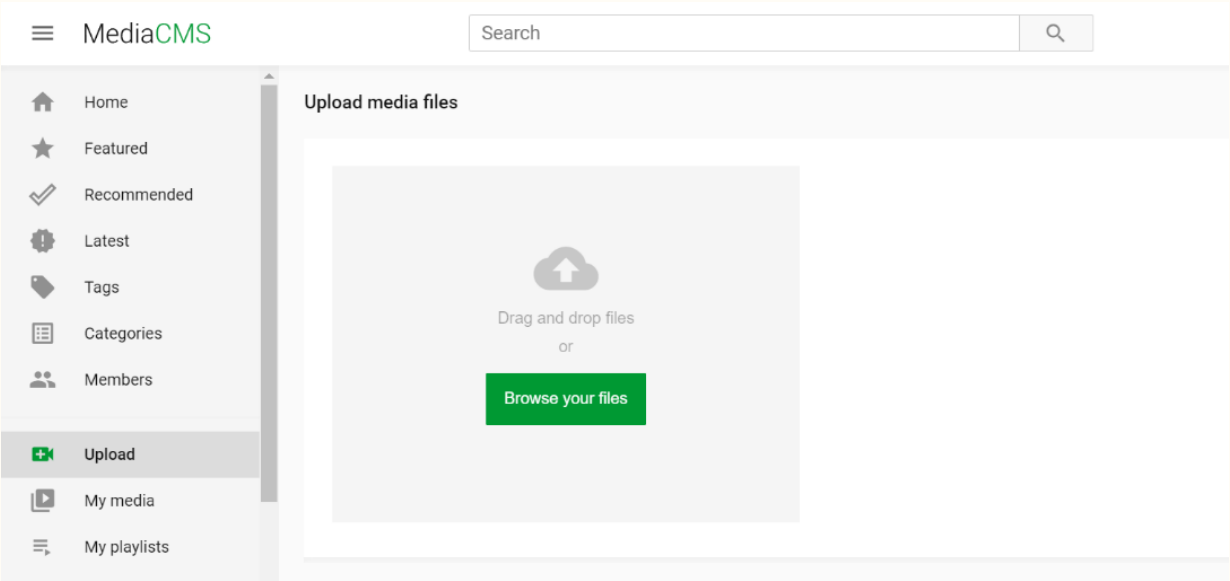 MediaCMS
Search
Home
Featured
Recommended
Latest
Tags
Categories
Members
Upload
My media
My playlists
Upload media files
Drag and drop files
or
Browse your files